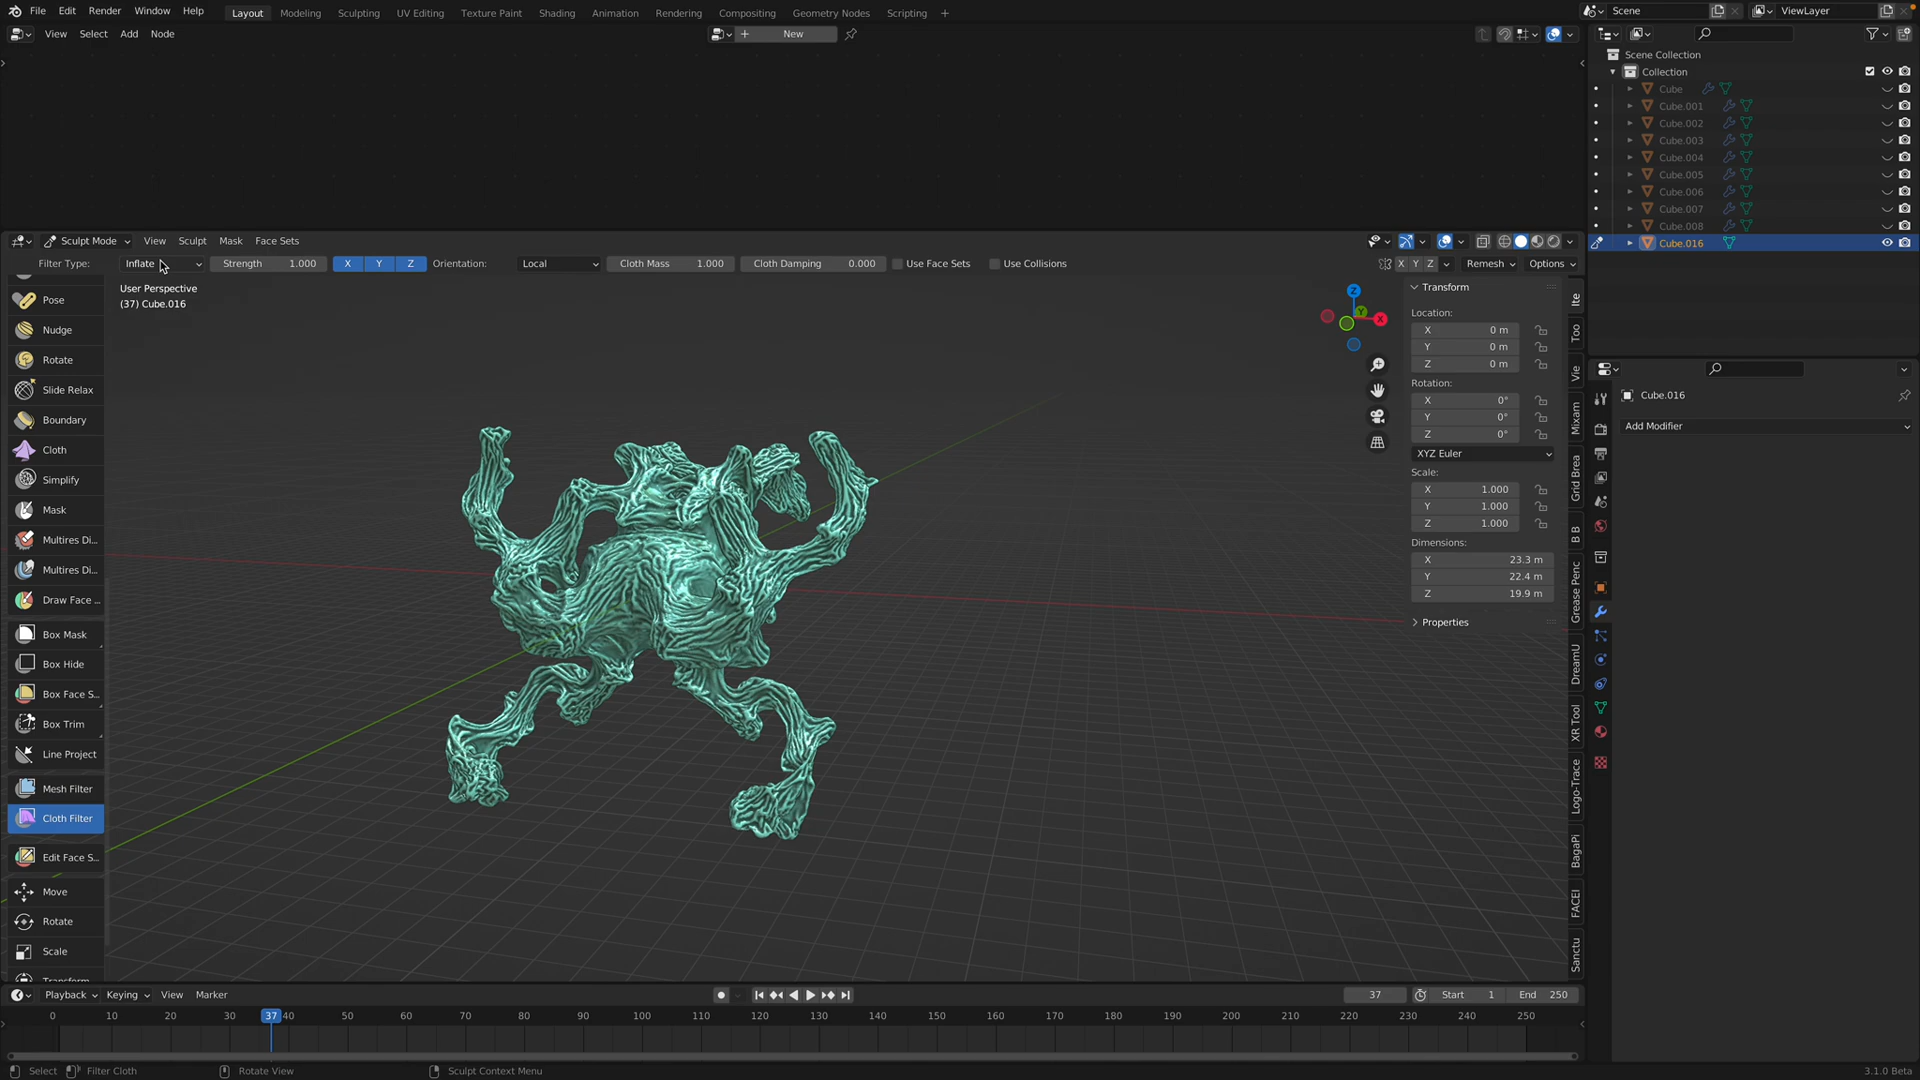 File Edit Render Window Help Layout Modeling Sculpting UV Editing Texture Paint Shading Animation Rendering Compositing Geometry Nodes Scripting + Scene ViewLayer
View Select Add Node + New
Scene Collection
Collection
Cube
Cube.001
Cube.002
Cube.003
Cube.004
Cube.005
Cube.006
Cube.007
Cube.008
Cube.016
Sculpt Mode View Sculpt Mask Face Sets
Filter Type: Inflate Strength 1.000 X Y Z Orientation: Local Cloth Mass 1.000 Cloth Damping 0.000 Use Face Sets Use Collisions X Y Z Remesh Options
User Perspective
(37) Cube.016
Pose
Nudge
Rotate
Slide Relax
Boundary
Cloth
Simplify
Mask
Multires Di...
Multires Di...
Draw Face ...
Box Mask
Box Hide
Box Face S...
Box Trim
Line Project
Mesh Filter
Cloth Filter
Edit Face S...
Move
Rotate
Scale
Transform
Z
Y
X
Transform
Location:
X 0 m
Y 0 m
Z 0 m
Rotation:
X 0°
Y 0°
Z 0°
XYZ Euler
Scale:
X 1.000
Y 1.000
Z 1.000
Dimensions:
X 23.3 m
Y 22.4 m
Z 19.9 m
Properties
Ite
Too
Vie
Mixam
Grid Brea
B B
Grease Penc
DreamU
XR Tool
Logo-Trace
BagaPi
FACEI
Sanctu
Cube.016
Add Modifier
Playback Keying View Marker 37 Start 1 End 250
0 10 20 30 37 40 50 60 70 80 90 100 110 120 130 140 150 160 170 180 190 200 210 220 230 240 250
Select Filter Cloth Rotate View Sculpt Context Menu 3.1.0 Beta